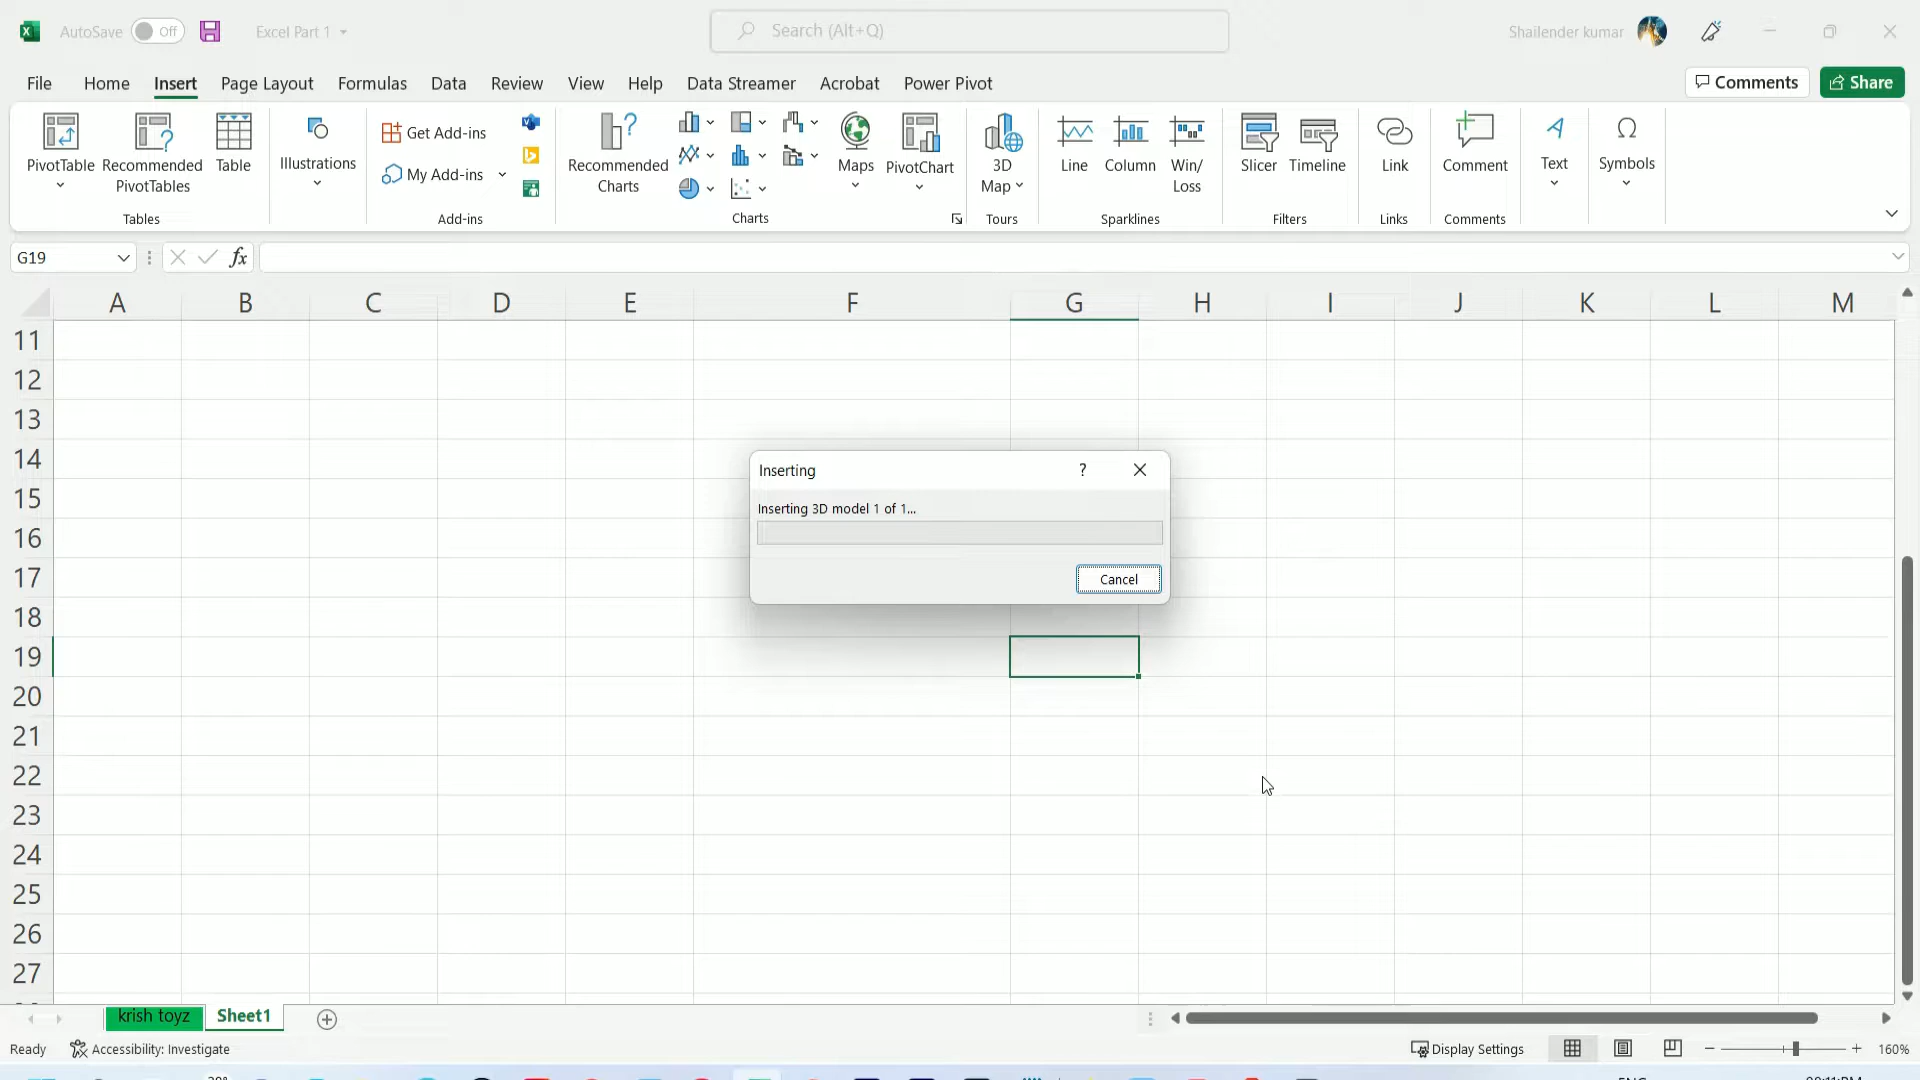 AutoSave Off Excel Part 1 Search (Alt+Q) Shailender kumar
File Home Insert Page Layout Formulas Data Review View Help Data Streamer Acrobat Power Pivot Comments Share
PivotTable
Recommended
PivotTables
Table
Tables
Illustrations
Get Add-ins
My Add-ins
Add-ins
Recommended
Charts
Maps
PivotChart
Charts
3D
Map
Tours
Line
Column
Win/
Loss
Sparklines
Slicer
Timeline
Filters
Link
Links
Comment
Comments
Text
Symbols
G19 fx
A B C D E F G H I J K L M
11
12
13
14
15
16
17
18
19
20
21
22
23
24
25
26
27
Inserting ?
Inserting 3D model 1 of 1...
Cancel
krish toyz Sheet1
Ready Accessibility: Investigate Display Settings 160%